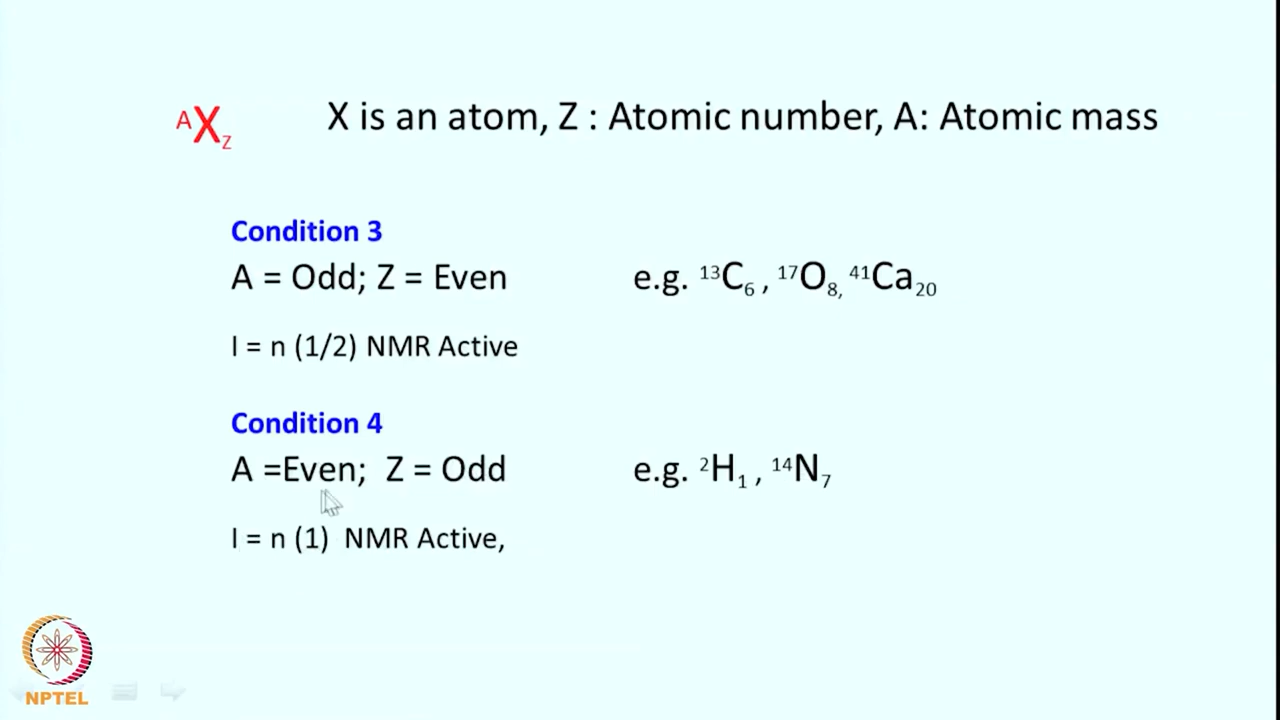 ᴬX_Z X is an atom, Z : Atomic number, A: Atomic mass
Condition 3
A = Odd; Z = Even e.g. ¹³C₆ , ¹⁷O₈, ⁴¹Ca₂₀
I = n (1/2) NMR Active
Condition 4
A =Even; Z = Odd e.g. ²H₁ , ¹⁴N₇
I = n (1) NMR Active,
NPTEL